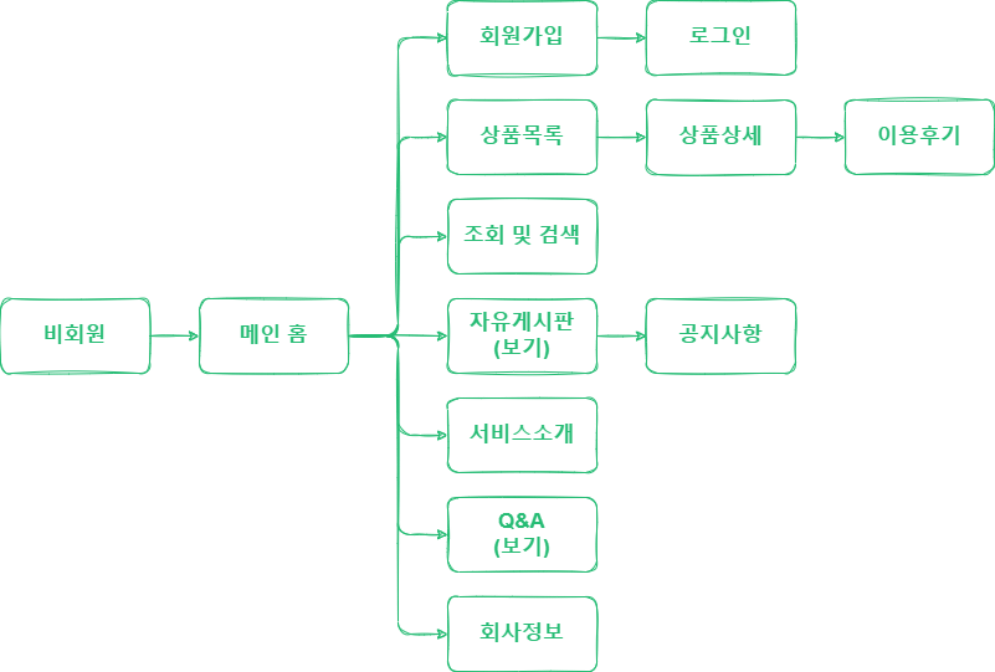 회원가입
로그인
상품목록
상품상세
이용후기
조회 및 검색
비회원
메인 홈
자유게시판
(보기)
공지사항
서비스소개
Q&A
(보기)
회사정보